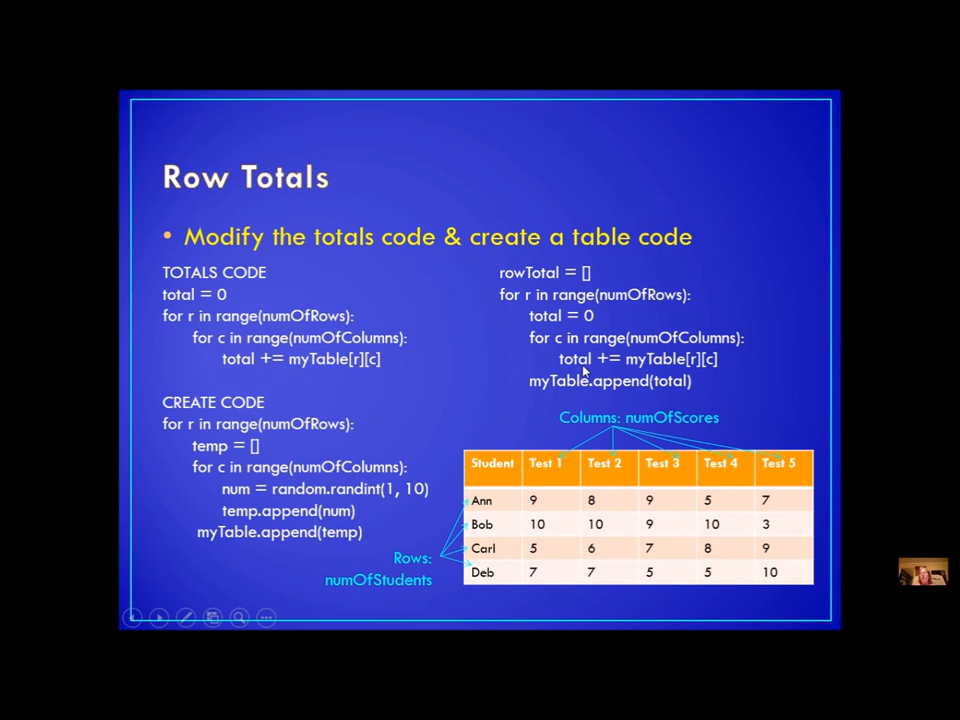 Row Totals
• Modify the totals code & create a table code
TOTALS CODE
total = 0
for r in range(numOfRows):
for c in range(numOfColumns):
total += myTable[r][c]
CREATE CODE
for r in range(numOfRows):
temp = []
for c in range(numOfColumns):
num = random.randint(1, 10)
temp.append(num)
myTable.append(temp)
rowTotal = []
for r in range(numOfRows):
total = 0
for c in range(numOfColumns):
total += myTable[r][c]
myTable.append(total)
Columns: numOfScores
Rows:
numOfStudents
Student Test 1 Test 2 Test 3 Test 4 Test 5
Ann 9 8 9 5 7
Bob 10 10 9 10 3
Carl 5 6 7 8 9
Deb 7 7 5 5 10